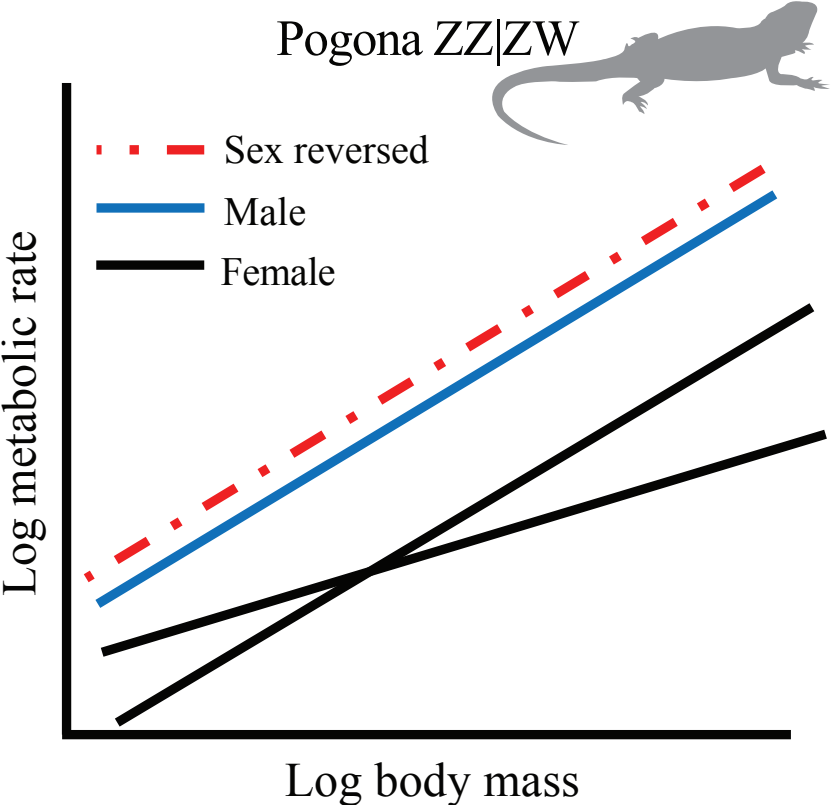 Pogona ZZ|ZW
Sex reversed
Male
Female
Log metabolic rate
Log body mass